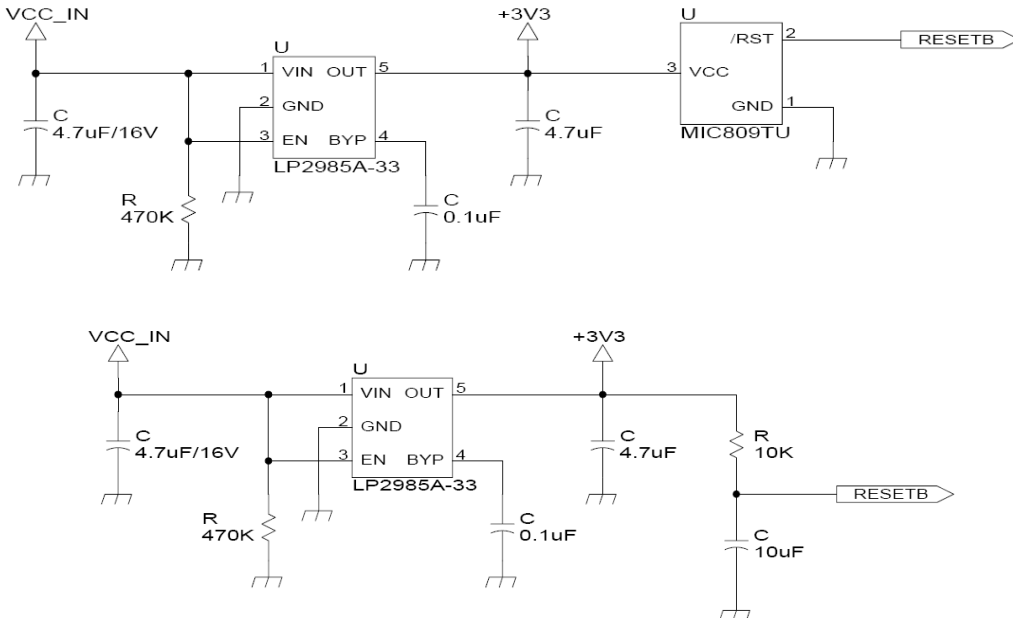 VCC_IN +3V3 U
U /RST 2 RESETB
1 VIN OUT 5 3 VCC
2 GND GND 1
C 4.7uF/16V 3 EN BYP 4 C 4.7uF MIC809TU
LP2985A-33
R 470K C 0.1uF
VCC_IN +3V3
U
1 VIN OUT 5
2 GND
C 4.7uF/16V 3 EN BYP 4 C 4.7uF R 10K
LP2985A-33 RESETB
R 470K C 0.1uF C 10uF